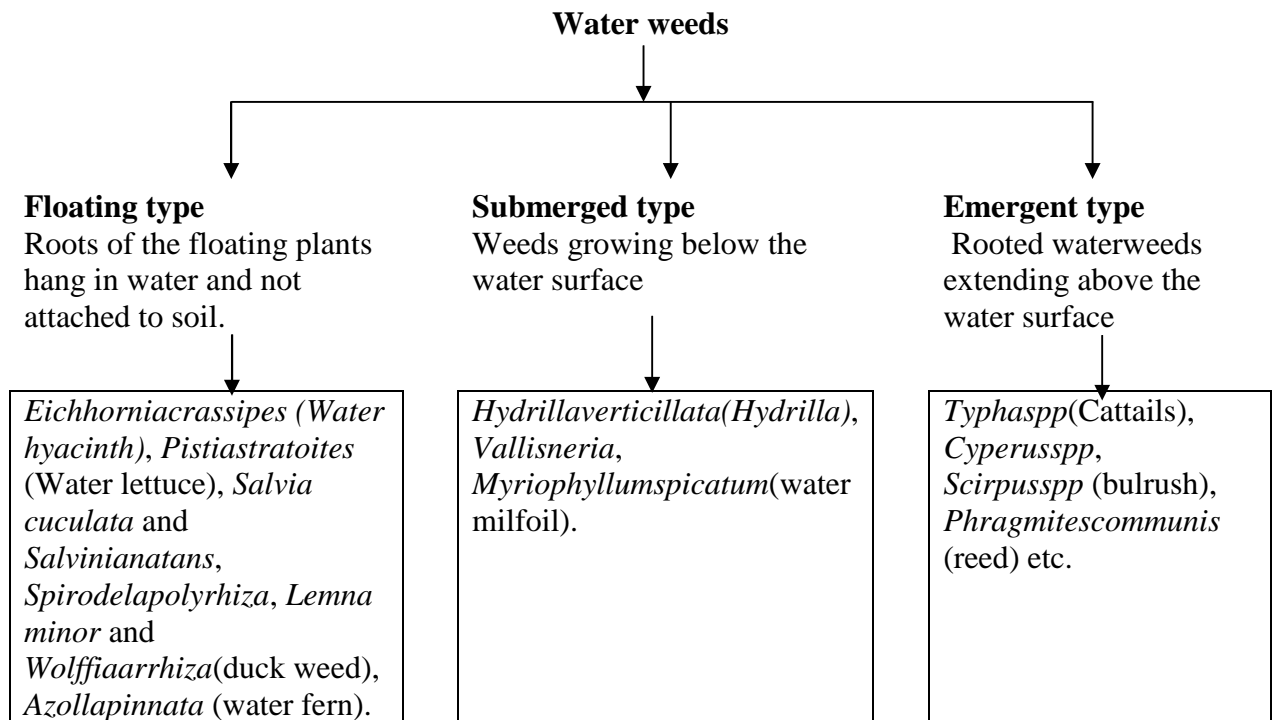 Water weeds
Floating type
Roots of the floating plants
hang in water and not
attached to soil.
Submerged type
Weeds growing below the
water surface
Emergent type
Rooted waterweeds
extending above the
water surface
Eichhorniacrassipes (Water
hyacinth), Pistiastratoites
(Water lettuce), Salvia
cuculata and
Salvinianatans,
Spirodelapolyrhiza, Lemna
minor and
Wolffiaarrhiza(duck weed),
Azollapinnata (water fern).
Hydrillaverticillata(Hydrilla),
Vallisneria,
Myriophyllumspicatum(water
milfoil).
Typhaspp(Cattails),
Cyperusspp,
Scirpusspp (bulrush),
Phragmitescommunis
(reed) etc.